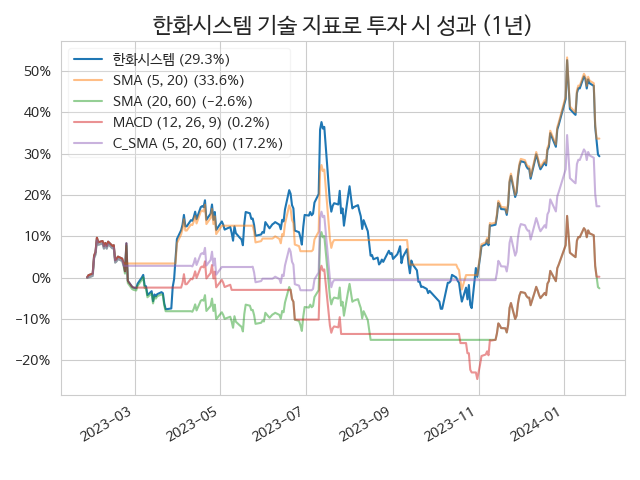 한화시스템 기술 지표로 투자 시 성과 (1년)
한화시스템 (29.3%)
SMA (5, 20) (33.6%)
SMA (20, 60) (−2.6%)
MACD (12, 26, 9) (0.2%)
C_SMA (5, 20, 60) (17.2%)
50%
40%
30%
20%
10%
0%
−10%
−20%
2023−03
2023−05
2023−07
2023−09
2023−11
2024−01